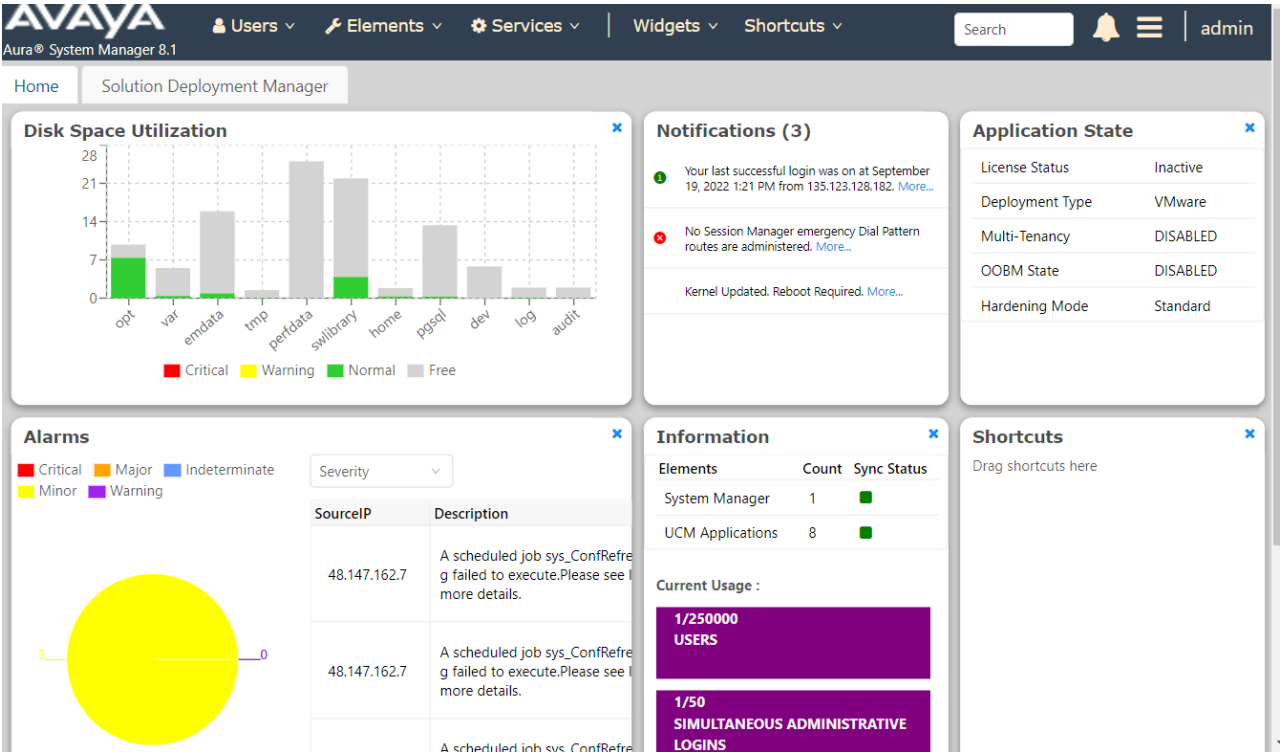 AVAYA
Aura® System Manager 8.1
Users
Elements
Services
Widgets
Shortcuts
Search
admin
Home
Solution Deployment Manager
Disk Space Utilization
28
21
14
7
0
opt
var
emdata
tmp
perfdata
swlibrary
home
pgsql
dev
log
audit
Critical
Warning
Normal
Free
Notifications (3)
Your last successful login was on at September
19, 2022 1:21 PM from 135.123.128.182. More...
No Session Manager emergency Dial Pattern
routes are administered. More...
Kernel Updated. Reboot Required. More...
Application State
License Status Inactive
Deployment Type VMware
Multi-Tenancy DISABLED
OOBM State DISABLED
Hardening Mode Standard
Alarms
Critical Major Indeterminate
Minor Warning
3
0
Severity
SourceIP Description
48.147.162.7
A scheduled job sys_ConfRefre
g failed to execute.Please see
more details.
48.147.162.7
A scheduled job sys_ConfRefre
g failed to execute.Please see
more details.
A scheduled job sys_ConfRefre
Information
Elements Count Sync Status
System Manager 1
UCM Applications 8
Current Usage :
1/250000
USERS
1/50
SIMULTANEOUS ADMINISTRATIVE
LOGINS
Shortcuts
Drag shortcuts here